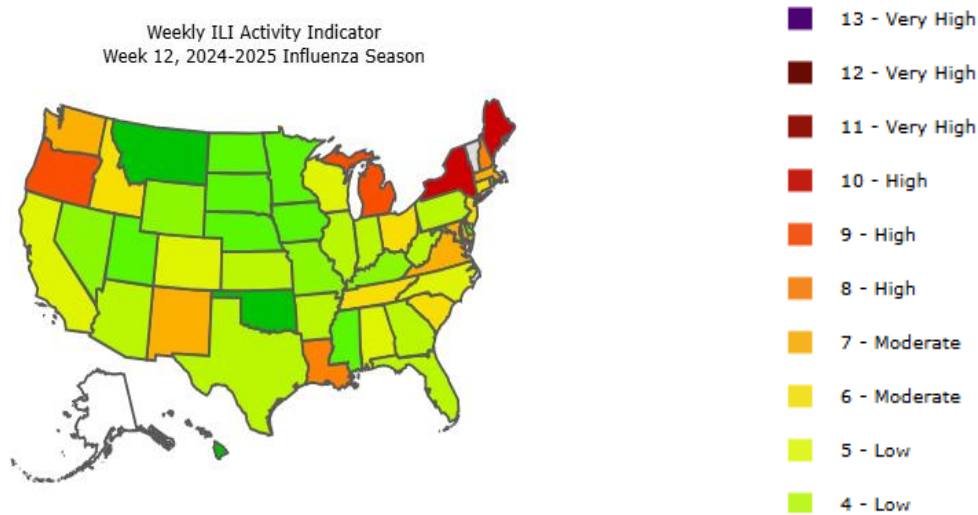 Weekly ILI Activity Indicator
Week 12, 2024-2025 Influenza Season
13 - Very High
12 - Very High
11 - Very High
10 - High
9 - High
8 - High
7 - Moderate
6 - Moderate
5 - Low
4 - Low